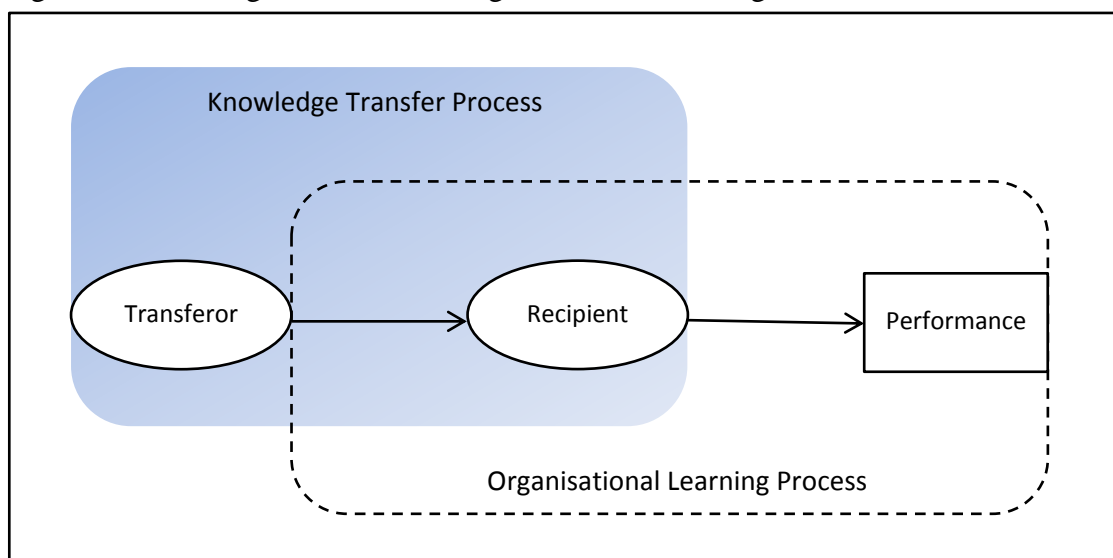 Knowledge Transfer Process
Transferor
Recipient
Performance
Organisational Learning Process